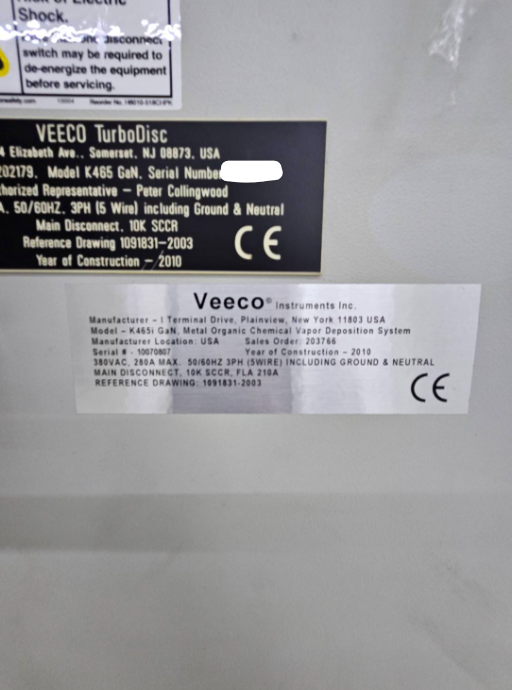 Shock.
disconnect
switch may be required to
de-energize the equipment
before servicing.
VEECO TurboDisc
4 Elizabeth Ave., Somerset, NJ 08873, USA
202179, Model K465 GaN, Serial Number
horized Representative – Peter Collingwood
A, 50/60HZ, 3PH (5 Wire) including Ground & Neutral
Main Disconnect, 10K SCCR
Reference Drawing 1091831-2003
Year of Construction – 2010
CE
Veeco® Instruments Inc.
Manufacturer – 1 Terminal Drive, Plainview, New York 11803 USA
Model – K465i GaN, Metal Organic Chemical Vapor Deposition System
Manufacturer Location: USA Sales Order: 203766
Serial # - 10070807 Year of Construction – 2010
380VAC, 280A MAX. 50/60HZ 3PH (5WIRE) INCLUDING GROUND & NEUTRAL
MAIN DISCONNECT, 10K SCCR, FLA 210A
REFERENCE DRAWING: 1091831-2003
CE